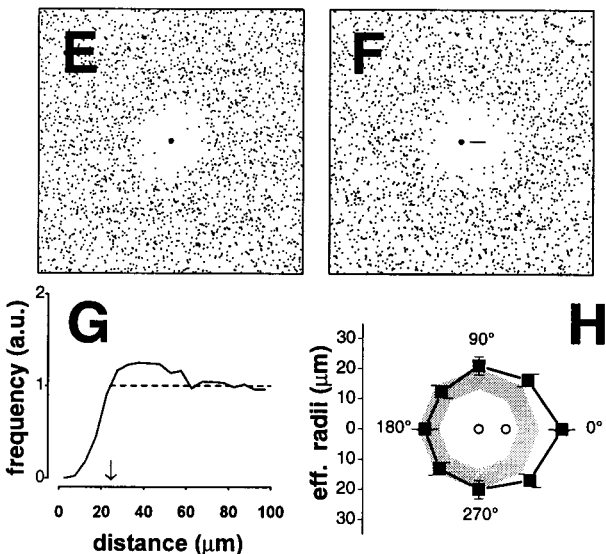 E
F
G
frequency (a.u.)
2
1
0
0 20 40 60 80 100
distance (μm)
H
eff. radii (μm)
30
20
10
0
10
20
30
90°
180°
0°
270°